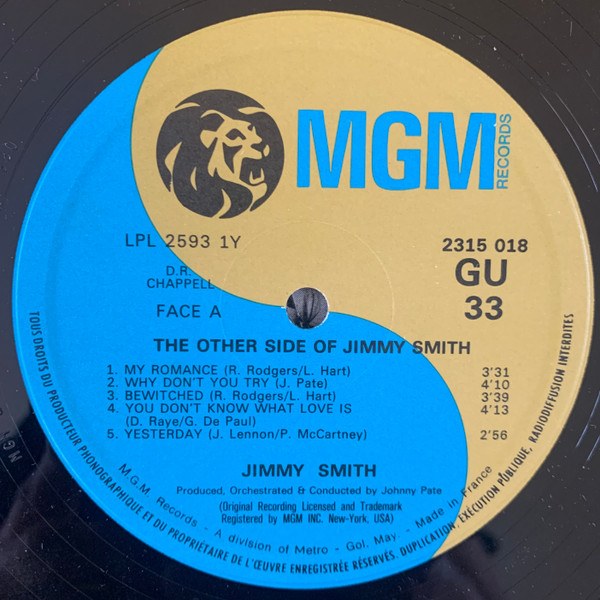 MGM
RECORDS
LPL 2593 1Y
2315 018
D.R.
CHAPPELL
GU
FACE A
33
THE OTHER SIDE OF JIMMY SMITH
1. MY ROMANCE (R. Rodgers/L. Hart) 3'31
2. WHY DON'T YOU TRY (J. Pate) 4'10
3. BEWITCHED (R. Rodgers/L. Hart) 3'39
4. YOU DON'T KNOW WHAT LOVE IS 4'13
(D. Raye/G. De Paul)
5. YESTERDAY (J. Lennon/P. McCartney) 2'56
JIMMY SMITH
Produced, Orchestrated & Conducted by Johnny Pate
(Original Recording Licensed and Trademark
Registered by MGM INC. New-York, USA)
M.G.M. Records - A division of Metro - Gol. May. - Made in France
TOUS DROITS DU PRODUCTEUR PHONOGRAPHIQUE ET DU PROPRIÉTAIRE DE L'ŒUVRE ENREGISTRÉE RÉSERVÉS. DUPLICATION, EXÉCUTION PUBLIQUE, RADIODIFFUSION INTERDITES